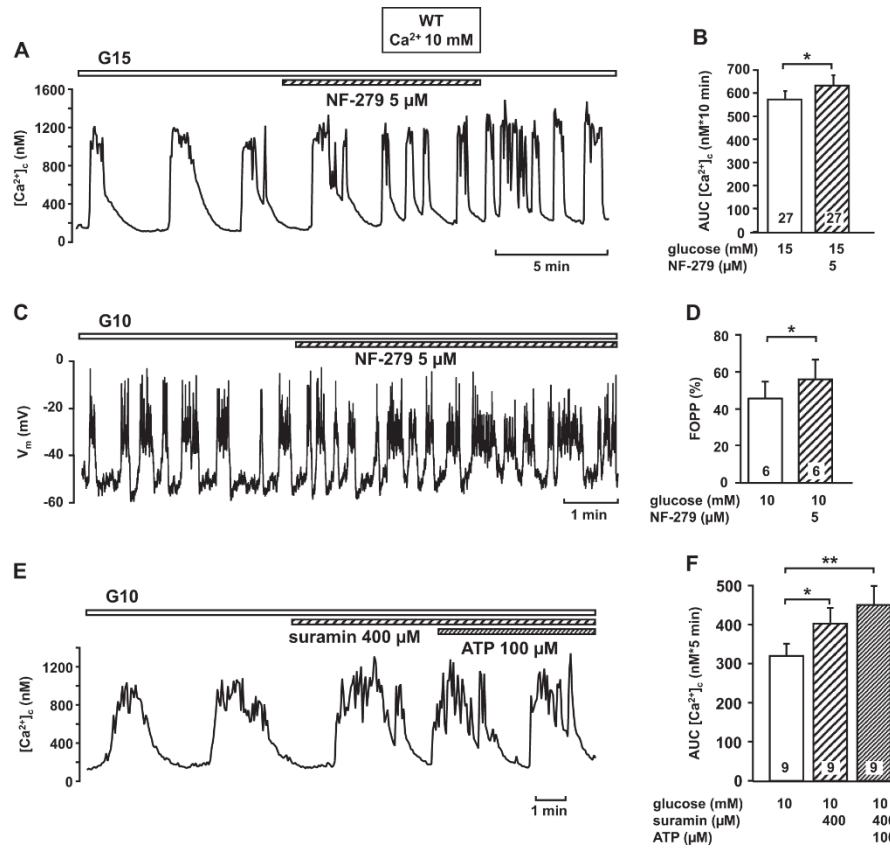 WT
Ca²⁺ 10 mM
A
G15
NF-279 5 µM
[Ca²⁺]c (nM)
1600
1200
800
400
0
5 min
B
*
AUC [Ca²⁺]c (nM*10 min)
700
600
500
400
300
200
100
0
27 27
glucose (mM) 15 15
NF-279 (µM) 5
C
G10
NF-279 5 µM
Vm (mV)
0
-20
-40
-60
1 min
D
*
FOPP (%)
80
60
40
20
0
6 6
glucose (mM) 10 10
NF-279 (µM) 5
E
G10
suramin 400 µM
ATP 100 µM
[Ca²⁺]c (nM)
1200
800
400
0
1 min
F
**
*
AUC [Ca²⁺]c (nM*5 min)
500
400
300
200
100
0
9 9 9
glucose (mM) 10 10 10
suramin (µM) 400 400
ATP (µM) 100